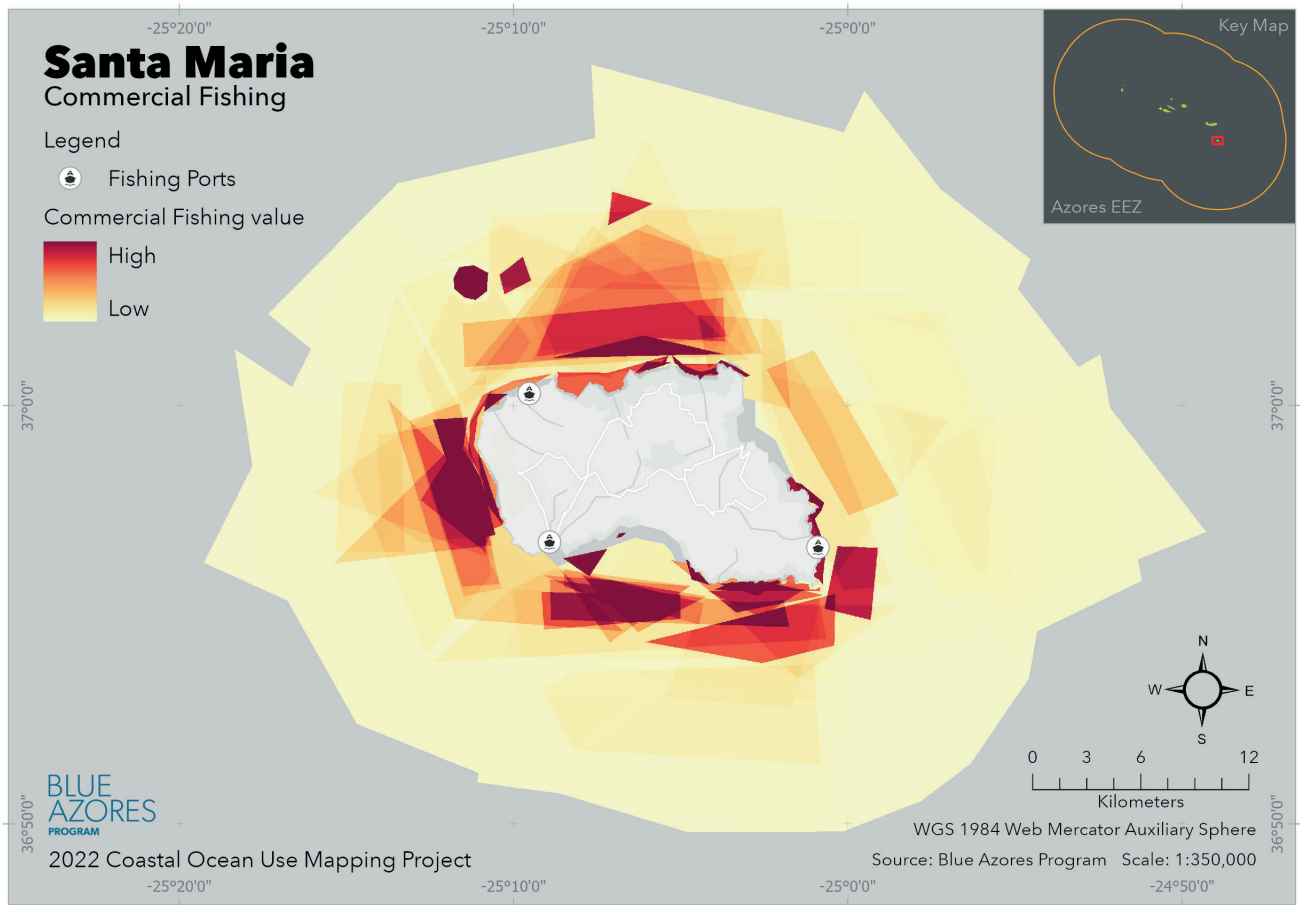 -25°20'0"
-25°10'0"
-25°0'0"
Key Map
Azores EEZ
Santa Maria
Commercial Fishing
Legend
Fishing Ports
Commercial Fishing value
High
Low
37°0'0"
37°0'0"
N
W
E
S
0 3 6 12
Kilometers
36°50'0"
36°50'0"
BLUE
AZORES
PROGRAM
2022 Coastal Ocean Use Mapping Project
WGS 1984 Web Mercator Auxiliary Sphere
Source: Blue Azores Program Scale: 1:350,000
-25°20'0"
-25°10'0"
-25°0'0"
-24°50'0"